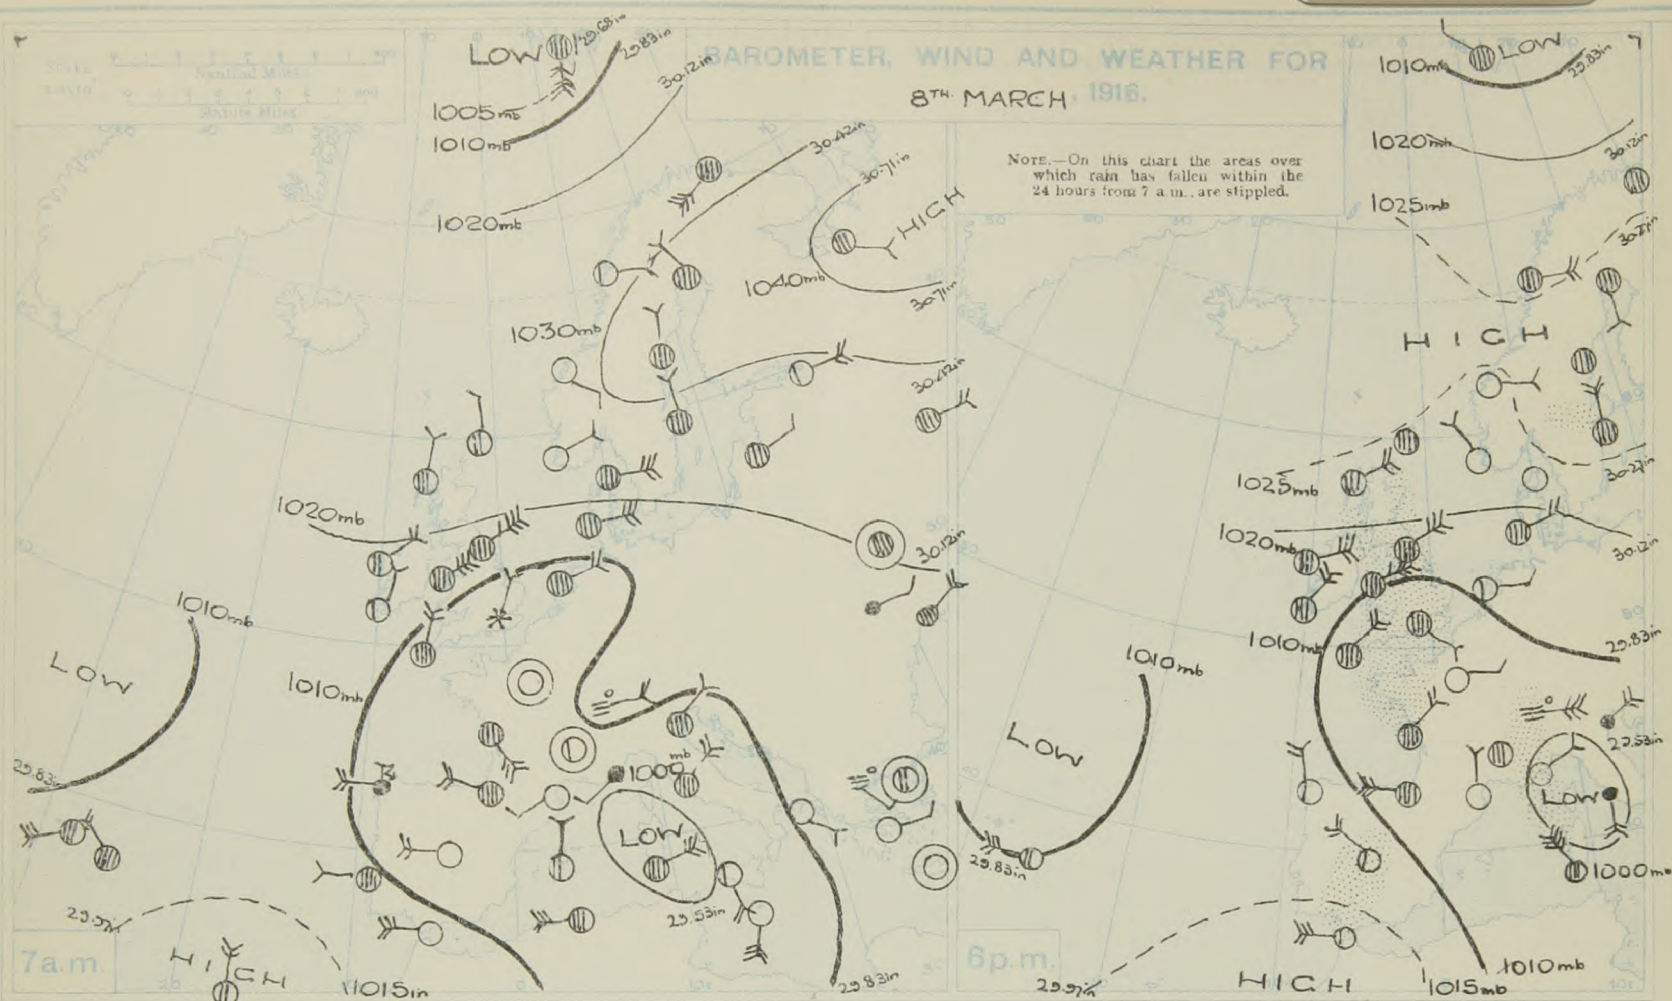 BAROMETER, WIND AND WEATHER FOR
8TH MARCH, 1916.
NOTE.—On this chart the areas over
which rain has fallen within the
24 hours from 7 a.m., are stippled.
Nautical Miles
Statute Miles
LOW
29.68in
29.83in
30.12in
1005mb
1010mb
1020mb
30.42in
30.71in
HIGH
1040mb
30.71in
1030mb
30.42in
1020mb
30.12in
1010mb
LOW
29.83in
1010mb
1000mb
LOW
29.53in
29.97in
HIGH
1015in
29.83in
7a.m.
LOW
1010mb
29.83in
1020mb
30.12in
1025mb
30.27in
HIGH
1025mb
30.27in
1020mb
30.12in
1010mb
29.83in
1010mb
LOW
29.83in
29.53in
LOW
1000mb
6p.m.
29.97in
HIGH
1015mb
1010mb